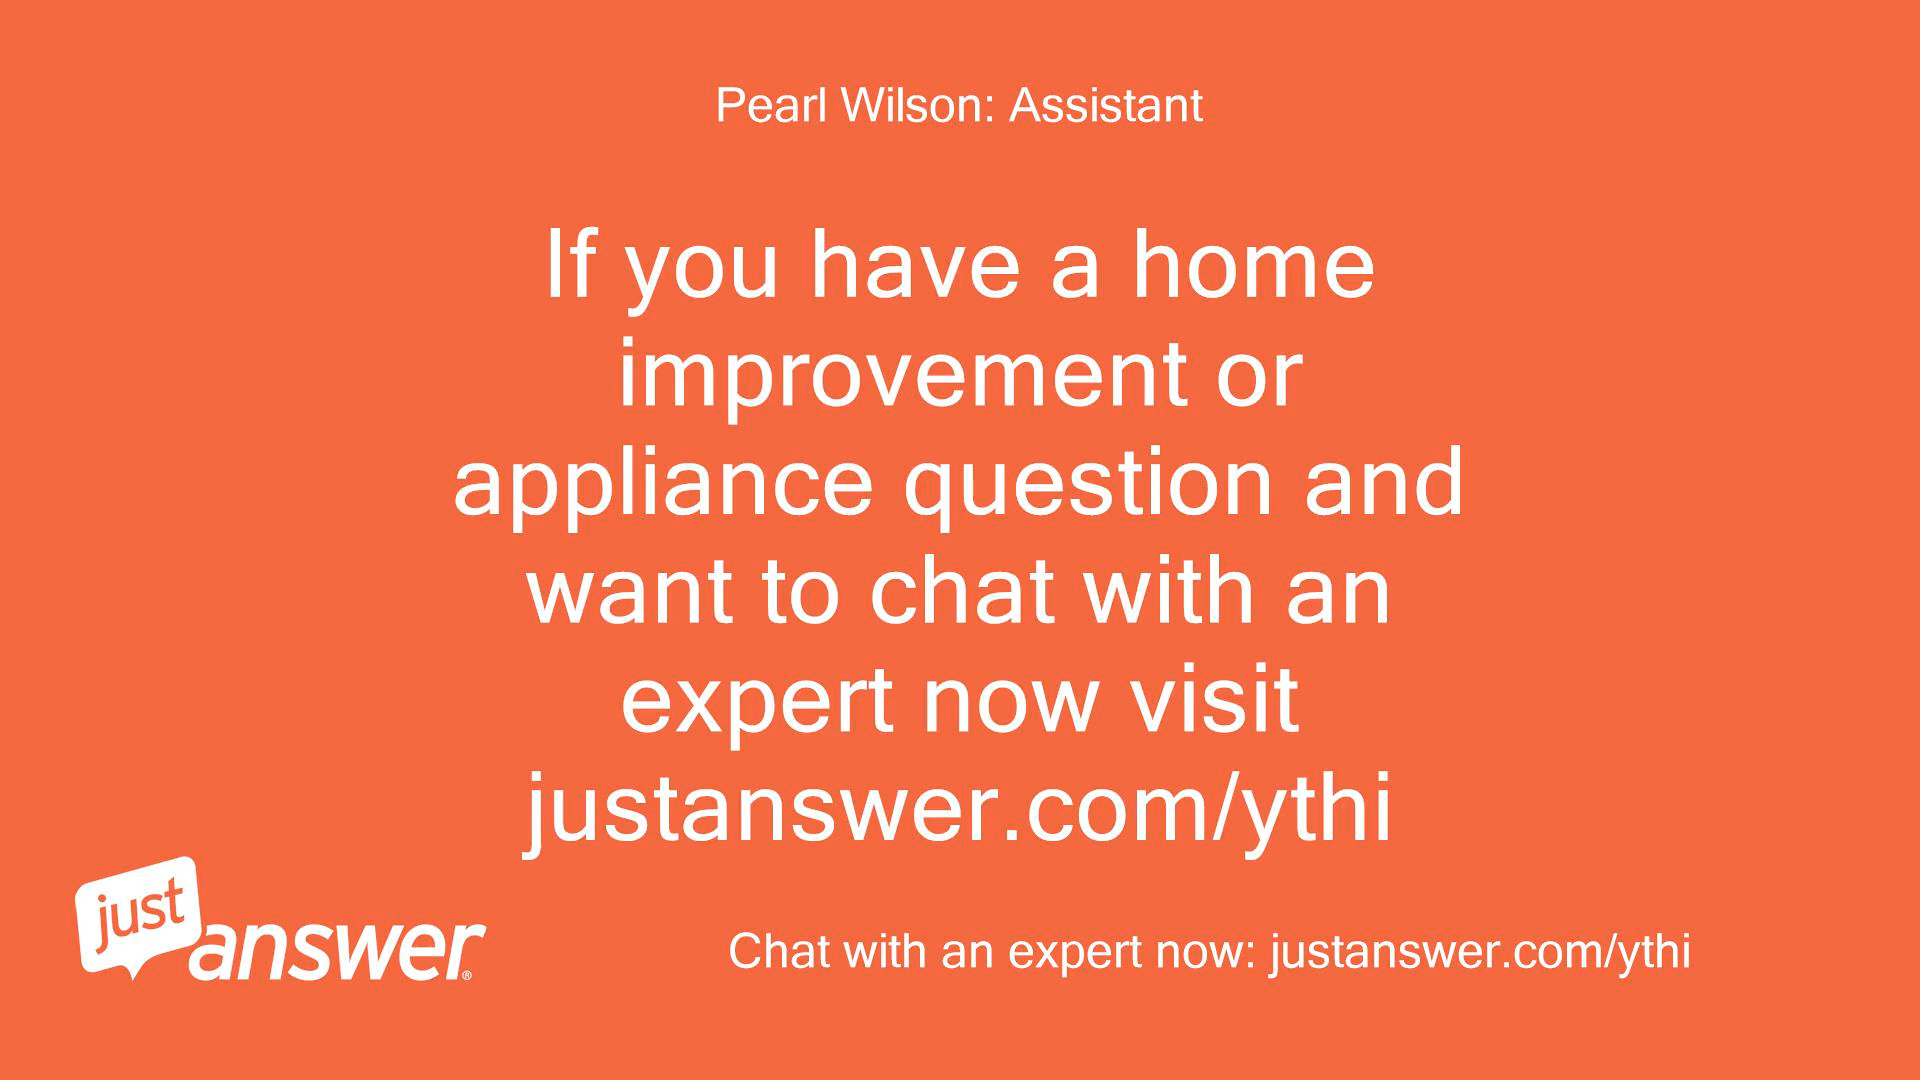 Pearl Wilson: Assistant
If you have a home
improvement or
appliance question and
want to chat with an
expert now visit
justanswer.com/ythi
just
answer®
Chat with an expert now: justanswer.com/ythi